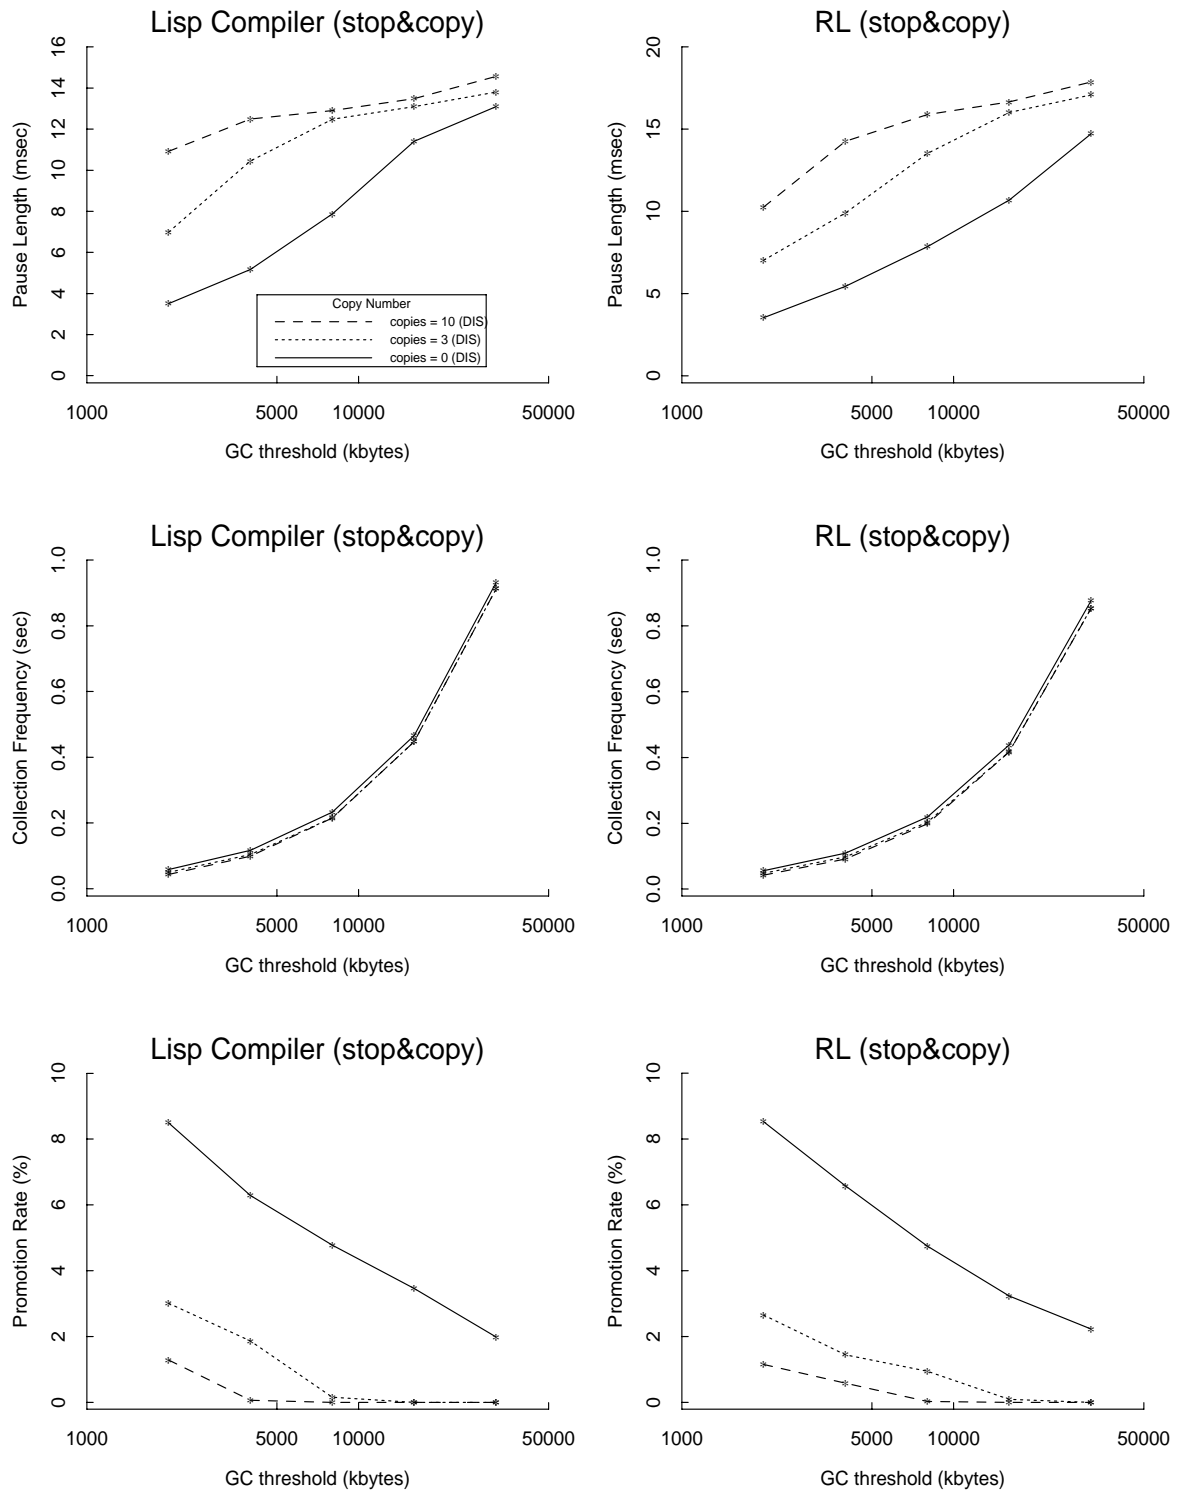 Lisp Compiler (stop&copy)
Pause Length (msec)
0 2 4 6 8 10 12 14 16
Copy Number
copies = 10 (DIS)
copies = 3 (DIS)
copies = 0 (DIS)
1000 5000 10000 50000
GC threshold (kbytes)
RL (stop&copy)
Pause Length (msec)
0 5 10 15 20
1000 5000 10000 50000
GC threshold (kbytes)
Lisp Compiler (stop&copy)
Collection Frequency (sec)
0.0 0.2 0.4 0.6 0.8 1.0
1000 5000 10000 50000
GC threshold (kbytes)
RL (stop&copy)
Collection Frequency (sec)
0.0 0.2 0.4 0.6 0.8 1.0
1000 5000 10000 50000
GC threshold (kbytes)
Lisp Compiler (stop&copy)
Promotion Rate (%)
0 2 4 6 8 10
1000 5000 10000 50000
GC threshold (kbytes)
RL (stop&copy)
Promotion Rate (%)
0 2 4 6 8 10
1000 5000 10000 50000
GC threshold (kbytes)